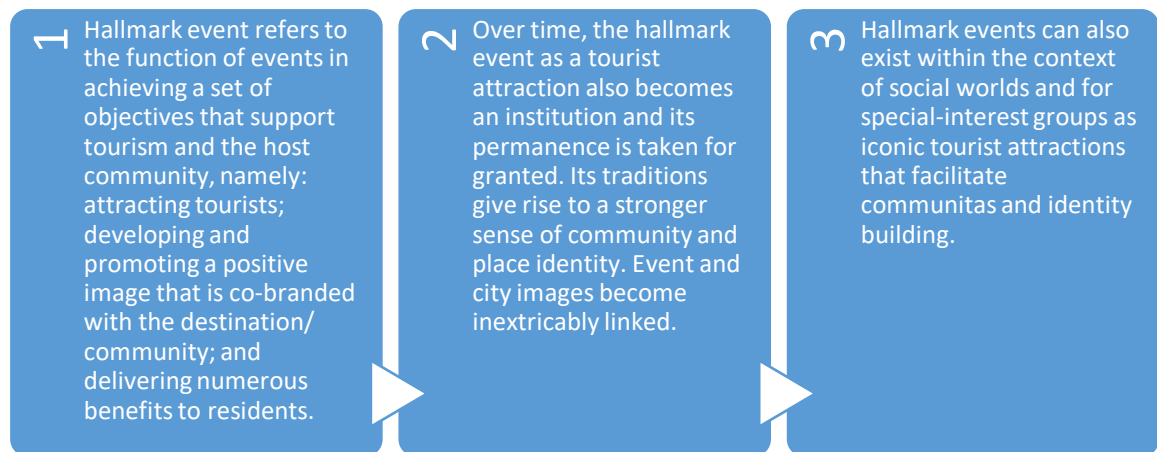 1
Hallmark event refers to
the function of events in
achieving a set of
objectives that support
tourism and the host
community, namely:
attracting tourists;
developing and
promoting a positive
image that is co-branded
with the destination/
community; and
delivering numerous
benefits to residents.
2
Over time, the hallmark
event as a tourist
attraction also becomes
an institution and its
permanence is taken for
granted. Its traditions
give rise to a stronger
sense of community and
place identity. Event and
city images become
inextricably linked.
3
Hallmark events can also
exist within the context
of social worlds and for
special-interest groups as
iconic tourist attractions
that facilitate
communitas and identity
building.